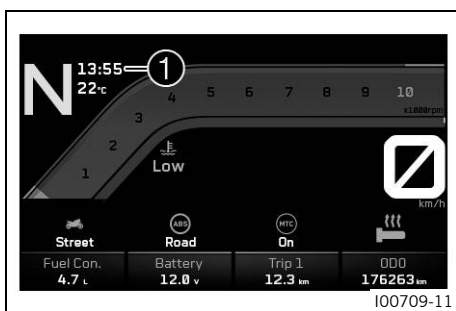 N
13:55
1
22°C
1 2 3 4 5 6 7 8 9 10
x1000rpm
Low
0
km/h
ABS MTC
Street Road On
Fuel Con. Battery Trip 1 ODO
4.7 L 12.0 V 12.3 km 176263 km
I00709-11